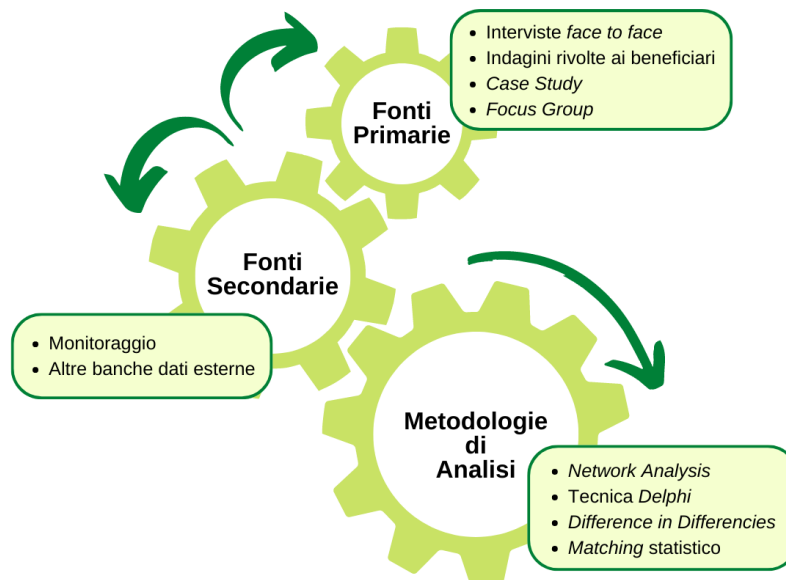 Fonti
Primarie
Interviste face to face
Indagini rivolte ai beneficiari
Case Study
Focus Group
Fonti
Secondarie
Monitoraggio
Altre banche dati esterne
Metodologie
di
Analisi
Network Analysis
Tecnica Delphi
Difference in Differencies
Matching statistico